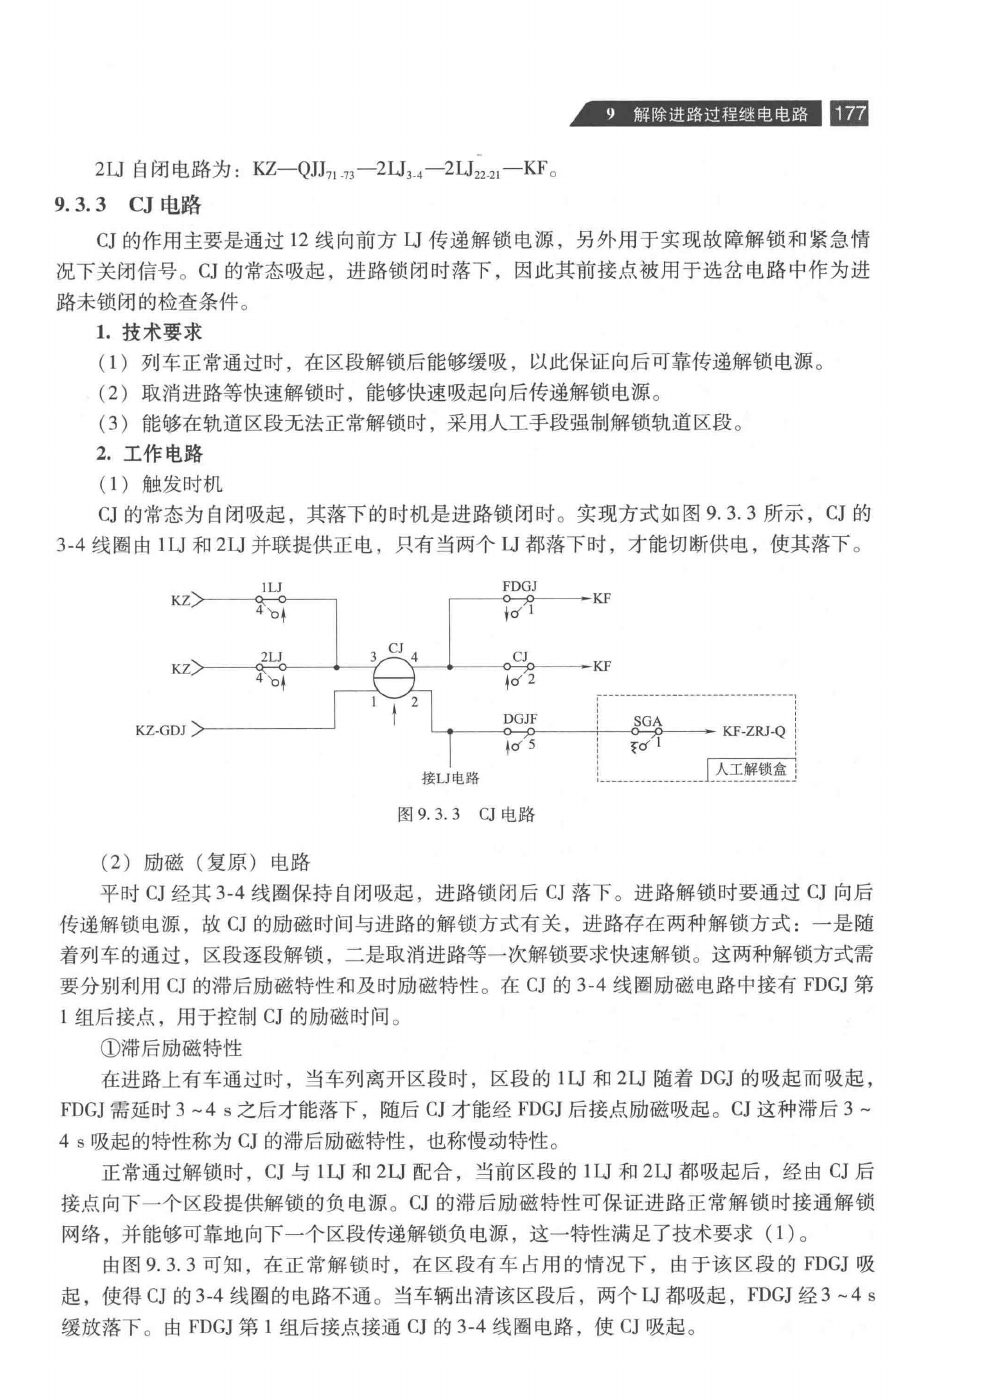 9 解除进路过程继电电路 177
2LJ 自闭电路为：KZ—QJJ71-73—2LJ3-4—2LJ22-21—KF。
9.3.3 CJ 电路
CJ 的作用主要是通过 12 线向前方 LJ 传递解锁电源，另外用于实现故障解锁和紧急情
况下关闭信号。CJ 的常态吸起，进路锁闭时落下，因此其前接点被用于选岔电路中作为进
路未锁闭的检查条件。
1. 技术要求
(1) 列车正常通过时，在区段解锁后能够缓吸，以此保证向后可靠传递解锁电源。
(2) 取消进路等快速解锁时，能够快速吸起向后传递解锁电源。
(3) 能够在轨道区段无法正常解锁时，采用人工手段强制解锁轨道区段。
2. 工作电路
(1) 触发时机
CJ 的常态为自闭吸起，其落下的时机是进路锁闭时。实现方式如图 9.3.3 所示，CJ 的
3-4 线圈由 1LJ 和 2LJ 并联提供正电，只有当两个 LJ 都落下时，才能切断供电，使其落下。
1LJ FDGJ
KZ KF
4 1
2LJ 3 CJ 4 CJ
KZ KF
4 2
1 2
DGJF SGA
KZ-GDJ KF-ZRJ-Q
5 1
接LJ电路 人工解锁盒
图 9.3.3 CJ 电路
(2) 励磁（复原）电路
平时 CJ 经其 3-4 线圈保持自闭吸起，进路锁闭后 CJ 落下。进路解锁时要通过 CJ 向后
传递解锁电源，故 CJ 的励磁时间与进路的解锁方式有关，进路存在两种解锁方式：一是随
着列车的通过，区段逐段解锁，二是取消进路等一次解锁要求快速解锁。这两种解锁方式需
要分别利用 CJ 的滞后励磁特性和及时励磁特性。在 CJ 的 3-4 线圈励磁电路中接有 FDGJ 第
1 组后接点，用于控制 CJ 的励磁时间。
①滞后励磁特性
在进路上有车通过时，当车列离开区段时，区段的 1LJ 和 2LJ 随着 DGJ 的吸起而吸起，
FDGJ 需延时 3 ~4 s 之后才能落下，随后 CJ 才能经 FDGJ 后接点励磁吸起。CJ 这种滞后 3 ~
4 s 吸起的特性称为 CJ 的滞后励磁特性，也称慢动特性。
正常通过解锁时，CJ 与 1LJ 和 2LJ 配合，当前区段的 1LJ 和 2LJ 都吸起后，经由 CJ 后
接点向下一个区段提供解锁的负电源。CJ 的滞后励磁特性可保证进路正常解锁时接通解锁
网络，并能够可靠地向下一个区段传递解锁负电源，这一特性满足了技术要求（1）。
由图 9.3.3 可知，在正常解锁时，在区段有车占用的情况下，由于该区段的 FDGJ 吸
起，使得 CJ 的 3-4 线圈的电路不通。当车辆出清该区段后，两个 LJ 都吸起，FDGJ 经 3 ~4 s
缓放落下。由 FDGJ 第 1 组后接点接通 CJ 的 3-4 线圈电路，使 CJ 吸起。